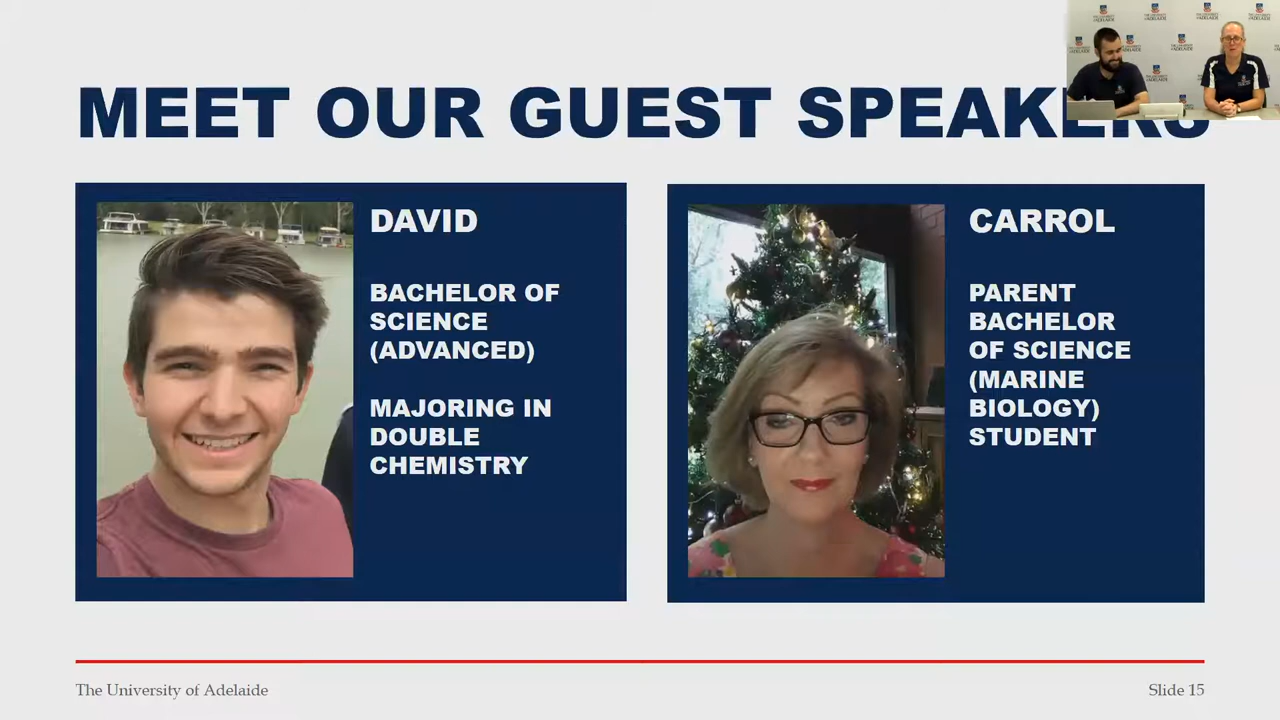 MEET OUR GUEST SPEAKERS
DAVID
BACHELOR OF
SCIENCE
(ADVANCED)
MAJORING IN
DOUBLE
CHEMISTRY
CARROL
PARENT
BACHELOR
OF SCIENCE
(MARINE
BIOLOGY)
STUDENT
The University of Adelaide
Slide 15